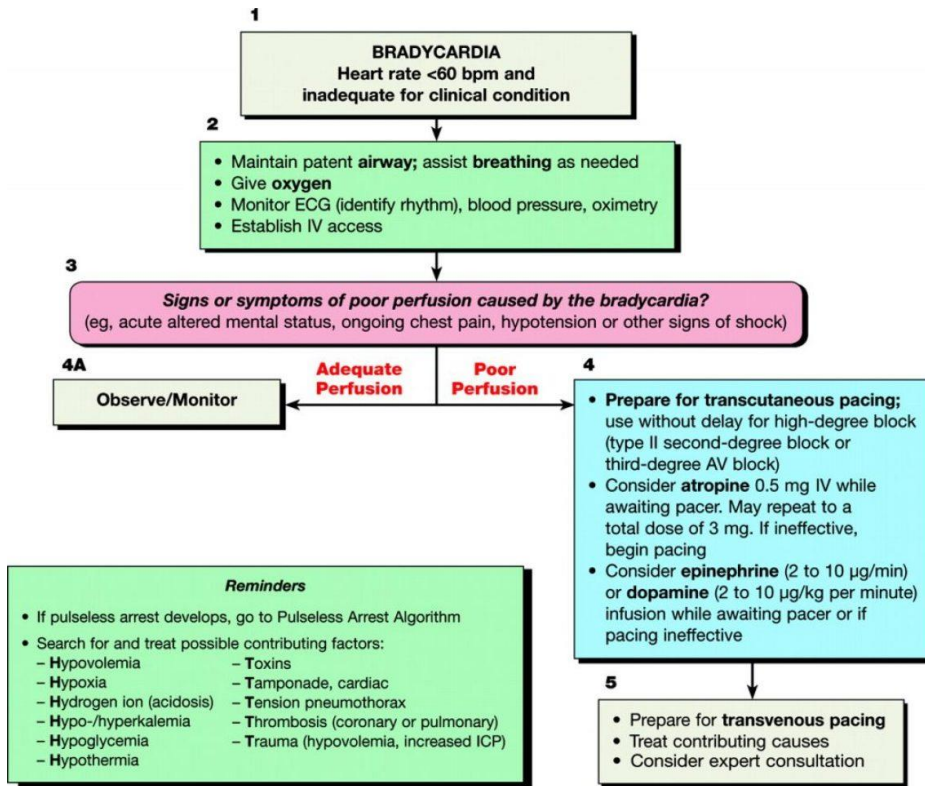 1
BRADYCARDIA
Heart rate <60 bpm and
inadequate for clinical condition
2
• Maintain patent airway; assist breathing as needed
• Give oxygen
• Monitor ECG (identify rhythm), blood pressure, oximetry
• Establish IV access
3
Signs or symptoms of poor perfusion caused by the bradycardia?
(eg, acute altered mental status, ongoing chest pain, hypotension or other signs of shock)
4A
Adequate
Perfusion
Observe/Monitor
Poor
Perfusion
4
• Prepare for transcutaneous pacing;
use without delay for high-degree block
(type II second-degree block or
third-degree AV block)
• Consider atropine 0.5 mg IV while
awaiting pacer. May repeat to a
total dose of 3 mg. If ineffective,
begin pacing
• Consider epinephrine (2 to 10 µg/min)
or dopamine (2 to 10 µg/kg per minute)
infusion while awaiting pacer or if
pacing ineffective
5
• Prepare for transvenous pacing
• Treat contributing causes
• Consider expert consultation
Reminders
• If pulseless arrest develops, go to Pulseless Arrest Algorithm
• Search for and treat possible contributing factors:
– Hypovolemia
– Hypoxia
– Hydrogen ion (acidosis)
– Hypo-/hyperkalemia
– Hypoglycemia
– Hypothermia
– Toxins
– Tamponade, cardiac
– Tension pneumothorax
– Thrombosis (coronary or pulmonary)
– Trauma (hypovolemia, increased ICP)